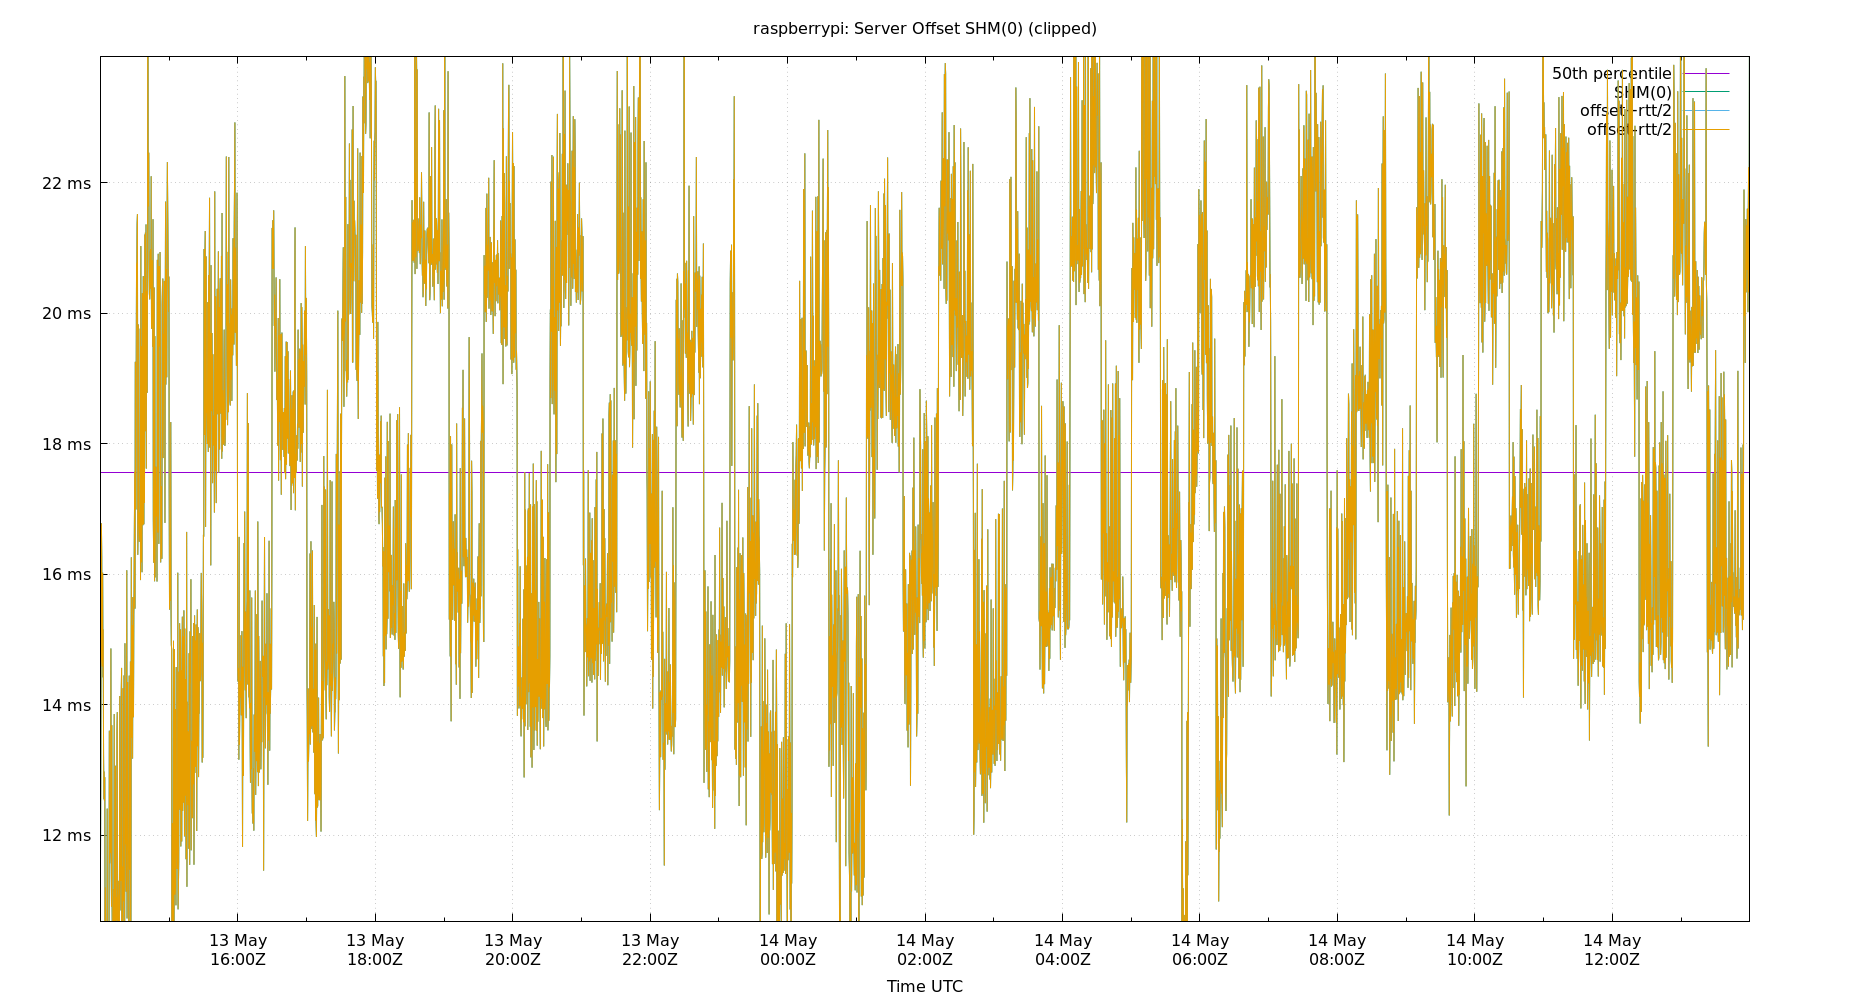 raspberrypi: Server Offset SHM(0) (clipped)
50th percentile
SHM(0)
offset+rtt/2
offset-rtt/2
22 ms
20 ms
18 ms
16 ms
14 ms
12 ms
13 May 13 May 13 May 13 May 14 May 14 May 14 May 14 May 14 May 14 May 14 May
16:00Z 18:00Z 20:00Z 22:00Z 00:00Z 02:00Z 04:00Z 06:00Z 08:00Z 10:00Z 12:00Z
Time UTC